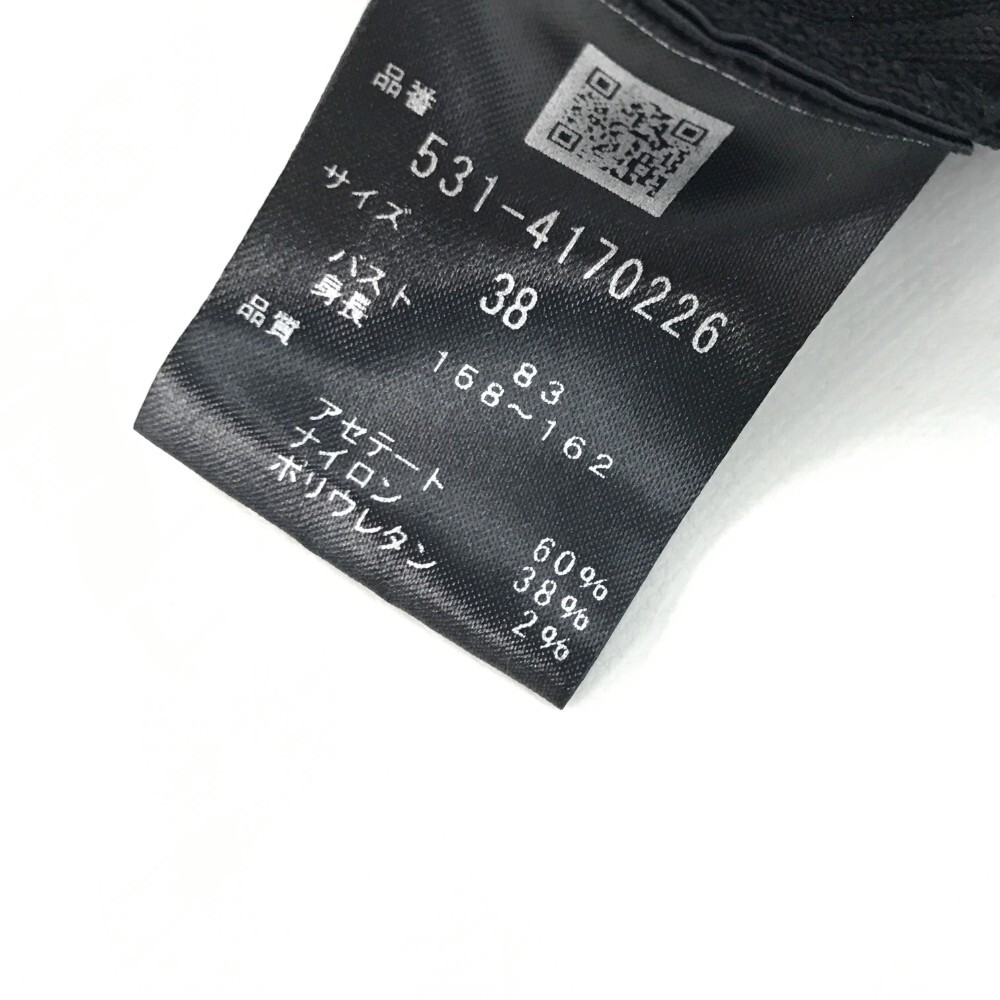 品番
531-4170226
サイズ 38
バスト 83
身長 158～162
品質
アセテート 60%
ナイロン 38%
ポリウレタン 2%